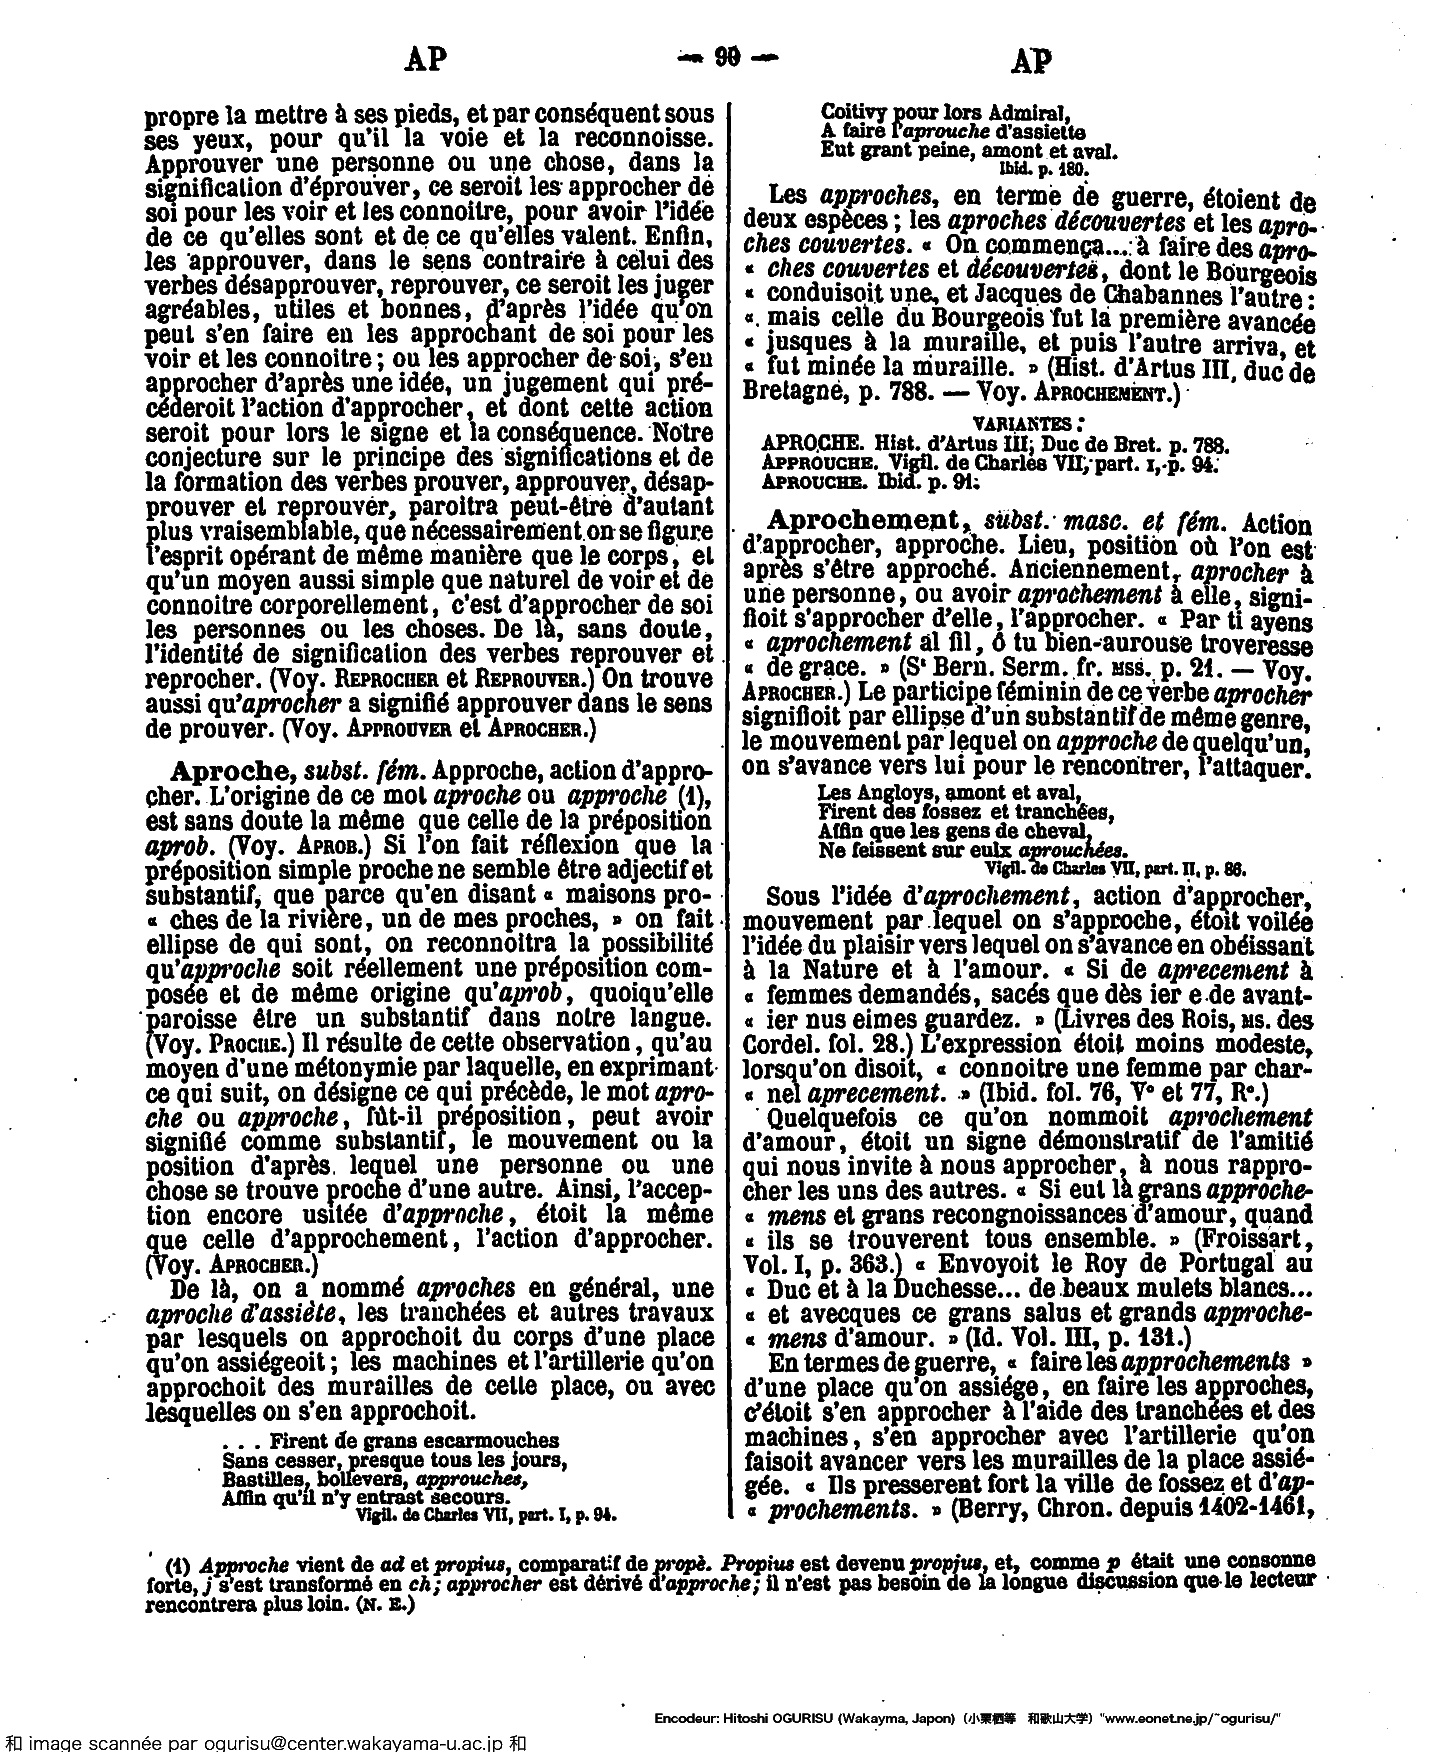 AP
— 90 —
AP
propre la mettre à ses pieds, et par conséquent sous
ses yeux, pour qu'il la voie et la reconnoisse.
Approuver une personne ou une chose, dans la
signification d'éprouver, ce seroit les approcher de
soi pour les voir et les connoitre, pour avoir l'idée
de ce qu'elles sont et de ce qu'elles valent. Enfin,
les approuver, dans le sens contraire à celui des
verbes désapprouver, reprouver, ce seroit les juger
agréables, utiles et bonnes, d'après l'idée qu'on
peut s'en faire en les approchant de soi pour les
voir et les connoitre ; ou les approcher de soi, s'en
approcher d'après une idée, un jugement qui pré-
céderoit l'action d'approcher, et dont cette action
seroit pour lors le signe et la conséquence. Notre
conjecture sur le principe des significations et de
la formation des verbes prouver, approuver, désap-
prouver et reprouver, paroitra peut-être d'autant
plus vraisemblable, que nécessairement on se figure
l'esprit opérant de même manière que le corps, et
qu'un moyen aussi simple que naturel de voir et de
connoitre corporellement, c'est d'approcher de soi
les personnes ou les choses. De là, sans doute,
l'identité de signification des verbes reprouver et
reprocher. (Voy. REPROCHER et REPROUVER.) On trouve
aussi qu'aprocher a signifié approuver dans le sens
de prouver. (Voy. APPROUVER et APROCHER.)
Aproche, subst. fém. Approche, action d'appro-
cher. L'origine de ce mot aproche ou approche (1),
est sans doute la même que celle de la préposition
aprob. (Voy. APROB.) Si l'on fait réflexion que la
préposition simple proche ne semble être adjectif et
substantif, que parce qu'en disant « maisons pro-
« ches de la rivière, un de mes proches, » on fait
ellipse de qui sont, on reconnoitra la possibilité
qu'approche soit réellement une préposition com-
posée et de même origine qu'aprob, quoiqu'elle
paroisse être un substantif dans notre langue.
(Voy. PROCHE.) Il résulte de cette observation, qu'au
moyen d'une métonymie par laquelle, en exprimant
ce qui suit, on désigne ce qui précède, le mot apro-
che ou approche, fût-il préposition, peut avoir
signifié comme substantif, le mouvement ou la
position d'après lequel une personne ou une
chose se trouve proche d'une autre. Ainsi, l'accep-
tion encore usitée d'approche, étoit la même
que celle d'approchement, l'action d'approcher.
(Voy. APROCHER.)
De là, on a nommé aproches en général, une
aproche d'assiète, les tranchées et autres travaux
par lesquels on approchoit du corps d'une place
qu'on assiégeoit ; les machines et l'artillerie qu'on
approchoit des murailles de cette place, ou avec
lesquelles on s'en approchoit.
. . . Firent de grans escarmouches
Sans cesser, presque tous les jours,
Bastilles, bollevers, approuches,
Affin qu'il n'y entrast secours.
Vigil. de Charles VII, part. I, p. 94.
Coitivy pour lors Admiral,
A faire l'aprouche d'assiette
Eut grant peine, amont et aval.
Ibid. p. 180.
Les approches, en terme de guerre, étoient de
deux espèces ; les aproches découvertes et les apro-
ches couvertes. « On commença... à faire des apro-
« ches couvertes et découvertes, dont le Bourgeois
« conduisoit une, et Jacques de Chabannes l'autre :
« mais celle du Bourgeois fut la première avancée
« jusques à la muraille, et puis l'autre arriva, et
« fut minée la muraille. » (Hist. d'Artus III, duc de
Bretagne, p. 788. — Voy. APROCHEMENT.)
VARIANTES :
APROCHE. Hist. d'Artus III, Duc de Bret. p. 788.
APPROUCHE. Vigil. de Charles VII, part. I, p. 94.
APROUCHE. Ibid. p. 91.
Aprochement, subst. masc. et fém. Action
d'approcher, approche. Lieu, position où l'on est
après s'être approché. Anciennement, aprocher à
une personne, ou avoir aprochement à elle, signi-
fioit s'approcher d'elle, l'approcher. « Par ti ayens
« aprochement al fil, ô tu bien-aurouse troveresse
« de grace. » (St Bern. Serm. fr. MSS. p. 21. — Voy.
APROCHER.) Le participe féminin de ce verbe aprocher
signifioit par ellipse d'un substantif de même genre,
le mouvement par lequel on approche de quelqu'un,
on s'avance vers lui pour le rencontrer, l'attaquer.
Les Angloys, amont et aval,
Firent des fossez et tranchées,
Affin que les gens de cheval,
Ne feissent sur eulx aprouchées.
Vigil. de Charles VII, part. II, p. 86.
Sous l'idée d'aprochement, action d'approcher,
mouvement par lequel on s'approche, étoit voilée
l'idée du plaisir vers lequel on s'avance en obéissant
à la Nature et à l'amour. « Si de aprecement à
« femmes demandés, sacés que dès ier e de avant-
« ier nus eimes guardez. » (Livres des Rois, MS. des
Cordel. fol. 28.) L'expression étoit moins modeste,
lorsqu'on disoit, « connoitre une femme par char-
« nel aprecement. » (Ibid. fol. 76, V° et 77, R°.)
Quelquefois ce qu'on nommoit aprochement
d'amour, étoit un signe démonstratif de l'amitié
qui nous invite à nous approcher, à nous rappro-
cher les uns des autres. « Si eut là grans approche-
« mens et grans recongnoissances d'amour, quand
« ils se trouverent tous ensemble. » (Froissart,
Vol. I, p. 363.) « Envoyoit le Roy de Portugal au
« Duc et à la Duchesse... de beaux mulets blancs...
« et avecques ce grans salus et grands approche-
« mens d'amour. » (Id. Vol. III, p. 131.)
En termes de guerre, « faire les approchements »
d'une place qu'on assiége, en faire les approches,
c'étoit s'en approcher à l'aide des tranchées et des
machines, s'en approcher avec l'artillerie qu'on
faisoit avancer vers les murailles de la place assié-
gée. « Ils presserent fort la ville de fossez et d'ap-
« prochements. » (Berry, Chron. depuis 1402-1461,
(1) Approche vient de ad et propius, comparatif de propè. Propius est devenu propjus, et, comme p était une consonne
forte, j s'est transformé en ch ; approcher est dérivé d'approche ; il n'est pas besoin de la longue discussion que le lecteur
rencontrera plus loin. (N. E.)
Encodeur: Hitoshi OGURISU (Wakayma, Japon) (小栗栖等 和歌山大学) "www.eonet.ne.jp/~ogurisu/"
和 image scannée par ogurisu@center.wakayama-u.ac.jp 和